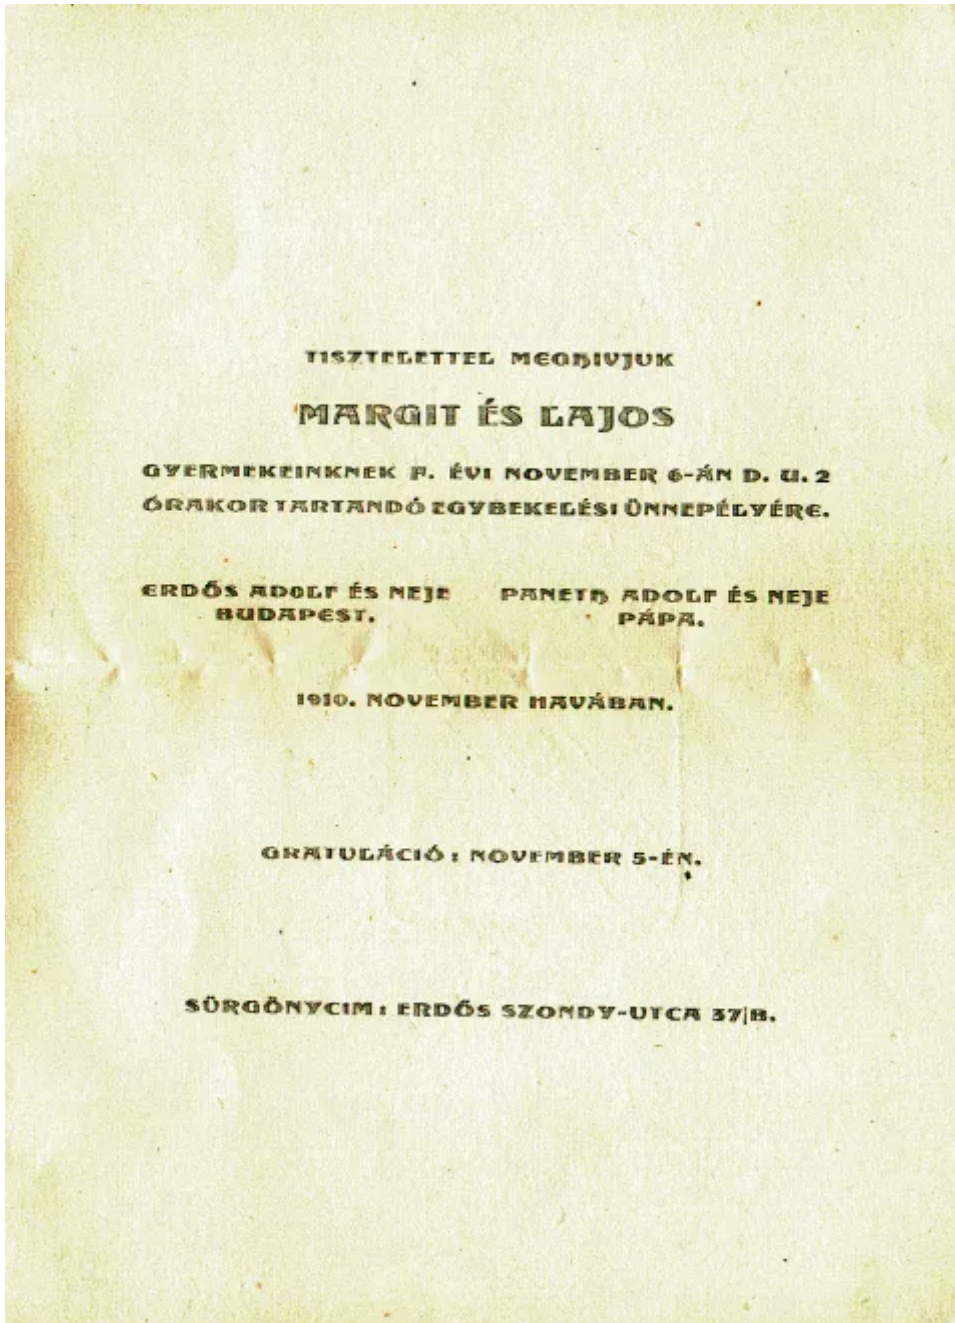 TISZTELETTEL MEGHIVJUK
MARGIT ÉS LAJOS
GYERMEKEINKNEK F. ÉVI NOVEMBER 6-ÁN D. U. 2
ÓRAKOR TARTANDÓ EGYBEKELÉSI ÜNNEPÉLYÉRE.
ERDŐS ADOLF ÉS NEJE
BUDAPEST.
PANETH ADOLF ÉS NEJE
PÁPA.
1910. NOVEMBER HAVÁBAN.
GRATULÁCIÓ: NOVEMBER 5-ÉN.
SÜRGÖNYCIM: ERDŐS SZONDY-UTCA 37/B.